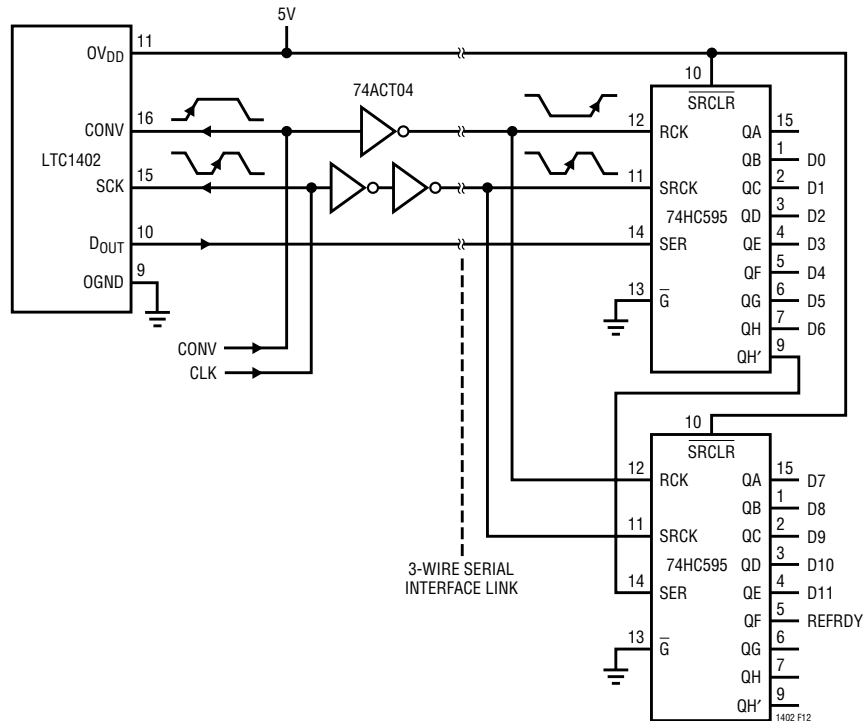 5V
11
OVDD
10
74ACT04
SRCLR
16
CONV
12
RCK
QA
15
LTC1402
QB
1
D0
15
SCK
11
SRCK
QC
2
D1
74HC595
QD
3
D2
10
DOUT
14
SER
QE
4
D3
9
OGND
QF
5
D4
13
G
QG
6
D5
QH
7
D6
QH′
9
CONV
CLK
10
SRCLR
12
RCK
QA
15
D7
QB
1
D8
11
SRCK
QC
2
D9
74HC595
QD
3
D10
3-WIRE SERIAL
INTERFACE LINK
14
SER
QE
4
D11
QF
5
REFRDY
13
G
QG
6
QH
7
QH′
9
1402 F12